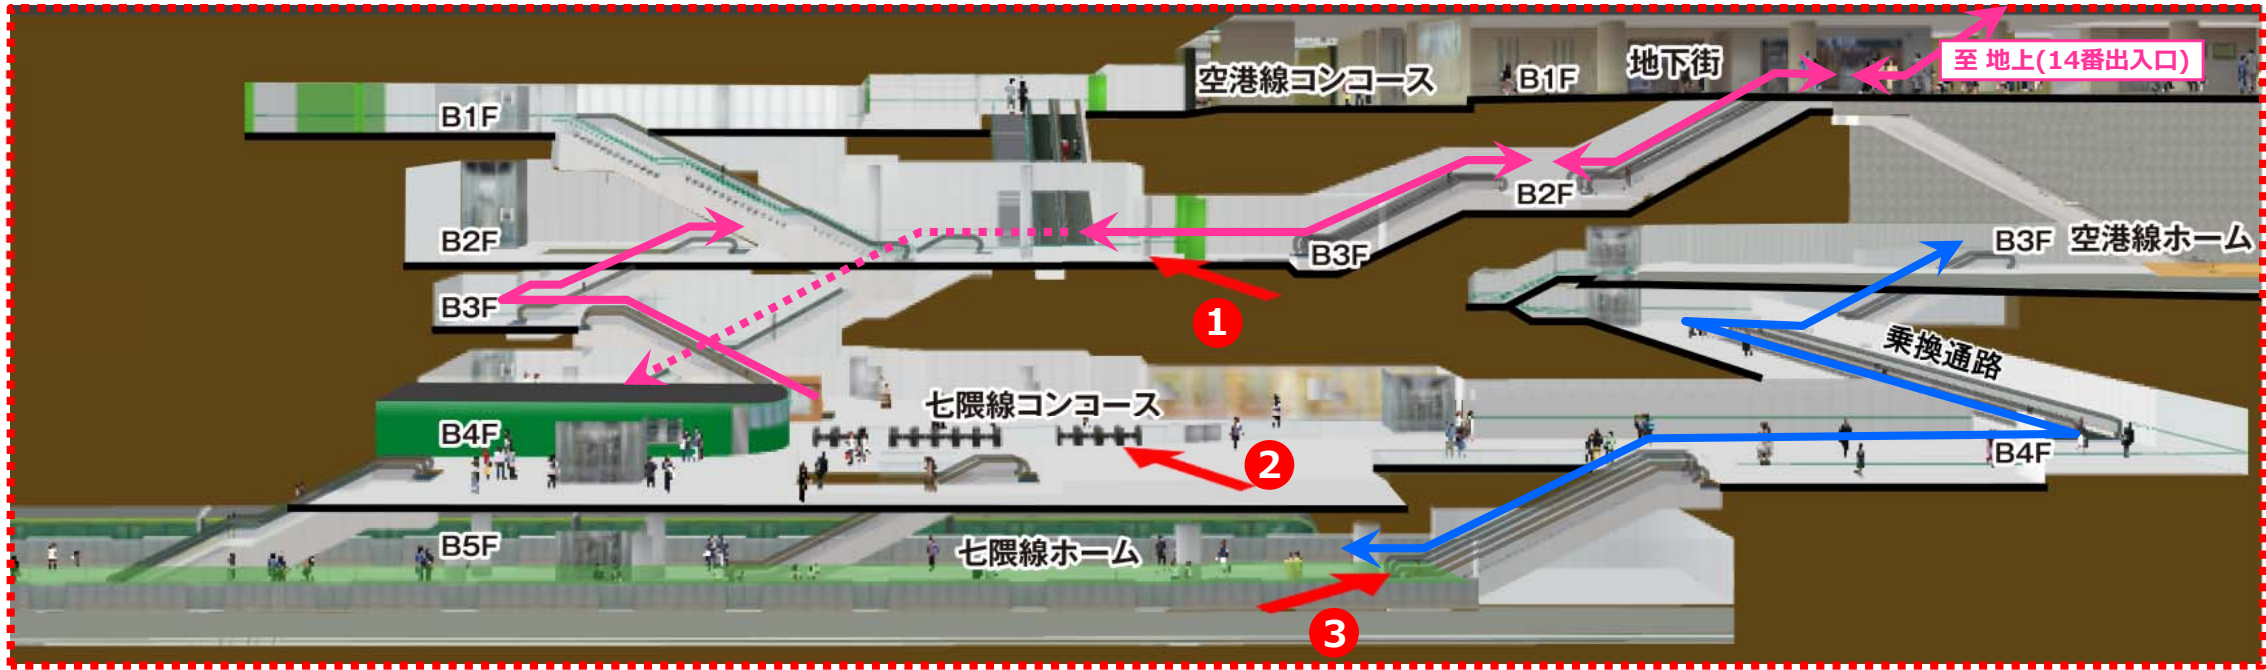 空港線コンコース
B1F
地下街
至 地上(14番出入口)
B1F
B2F
B2F
B3F
B3F 空港線ホーム
B3F
1
乗換通路
七隈線コンコース
B4F
B4F
2
B5F
七隈線ホーム
3